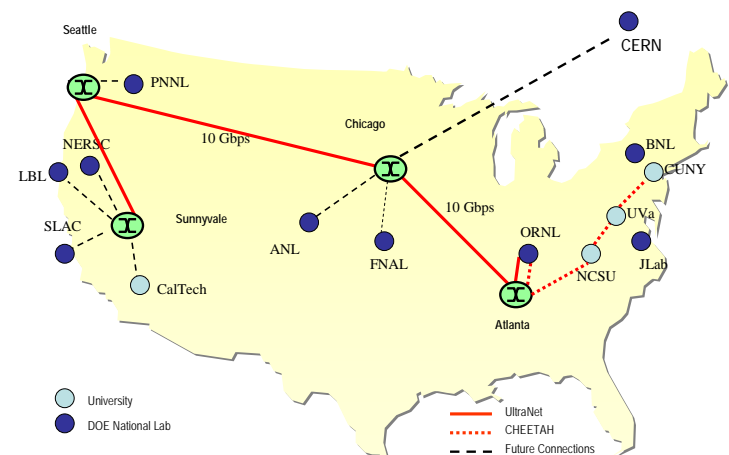 Seattle
CERN
PNNL
Chicago
10 Gbps
NERSC
BNL
LBL
CUNY
10 Gbps
UVa
Sunnyvale
SLAC
ORNL
ANL
FNAL
NCSU
JLab
CalTech
Atlanta
University
DOE National Lab
UltraNet
CHEETAH
Future Connections